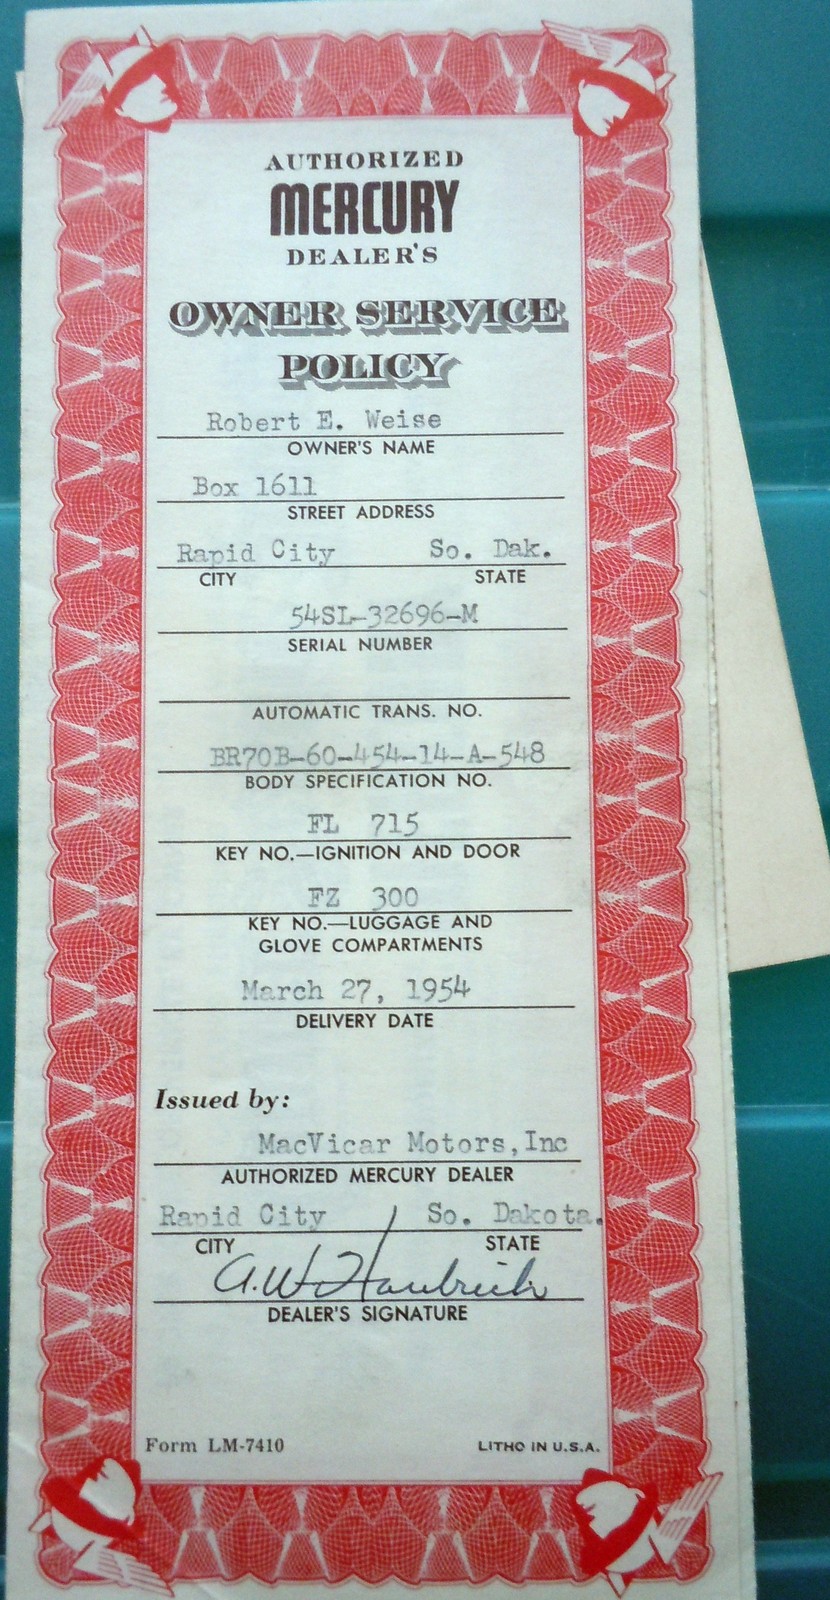 AUTHORIZED
MERCURY
DEALER'S
OWNER SERVICE
POLICY
Robert E. Weise
OWNER'S NAME
Box 1611
STREET ADDRESS
Rapid City So. Dak.
CITY STATE
54SL-32696-M
SERIAL NUMBER
AUTOMATIC TRANS. NO.
BR70B-60-454-14-A-548
BODY SPECIFICATION NO.
FL 715
KEY NO.—IGNITION AND DOOR
FZ 300
KEY NO.—LUGGAGE AND
GLOVE COMPARTMENTS
March 27, 1954
DELIVERY DATE
Issued by:
MacVicar Motors, Inc
AUTHORIZED MERCURY DEALER
Rapid City So. Dakota.
CITY STATE
A.W.
DEALER'S SIGNATURE
Form LM-7410 LITHO IN U.S.A.